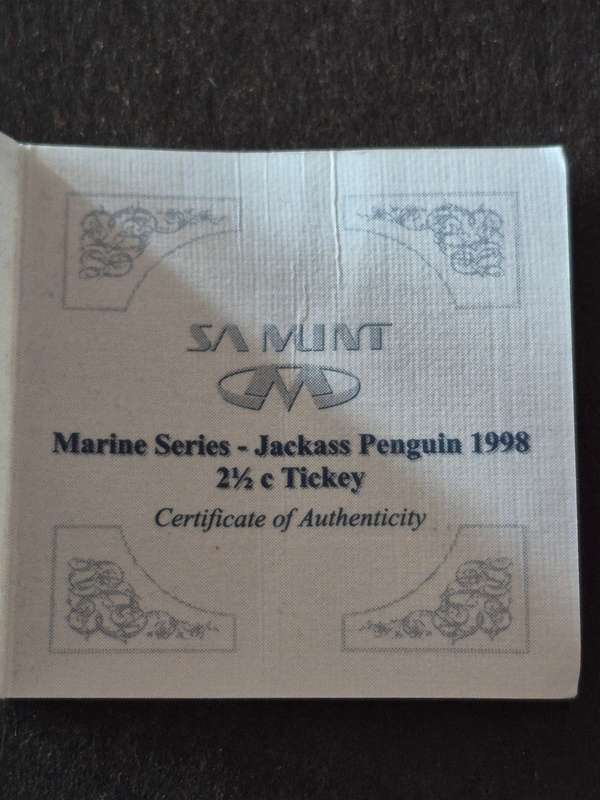 SA MINT
Marine Series - Jackass Penguin 1998
2½ c Tickey
Certificate of Authenticity